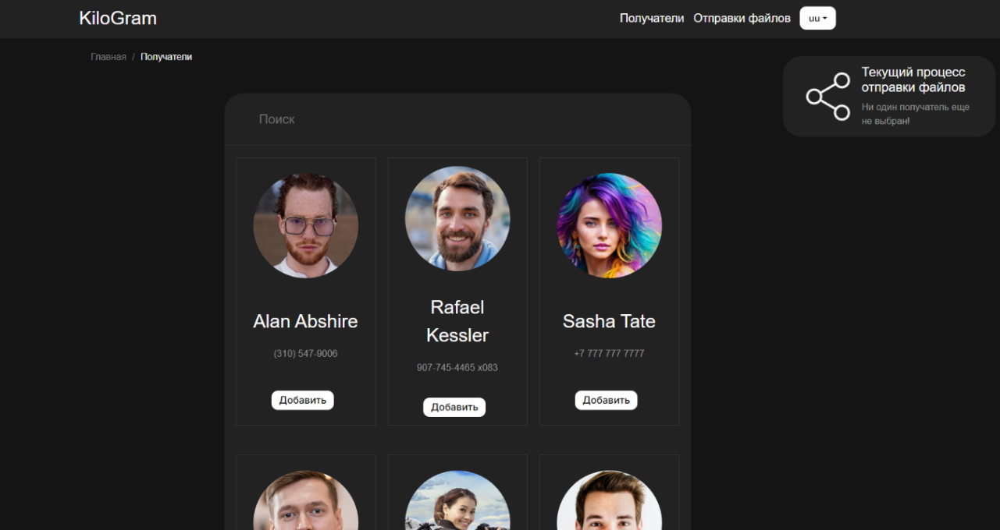 KiloGram
Получатели Отправки файлов uu
Главная / Получатели
Текущий процесс
отправки файлов
Ни один получатель еще
не выбран!
Поиск
Alan Abshire
(310) 547-9006
Добавить
Rafael
Kessler
907-745-4465 x083
Добавить
Sasha Tate
+7 777 777 7777
Добавить